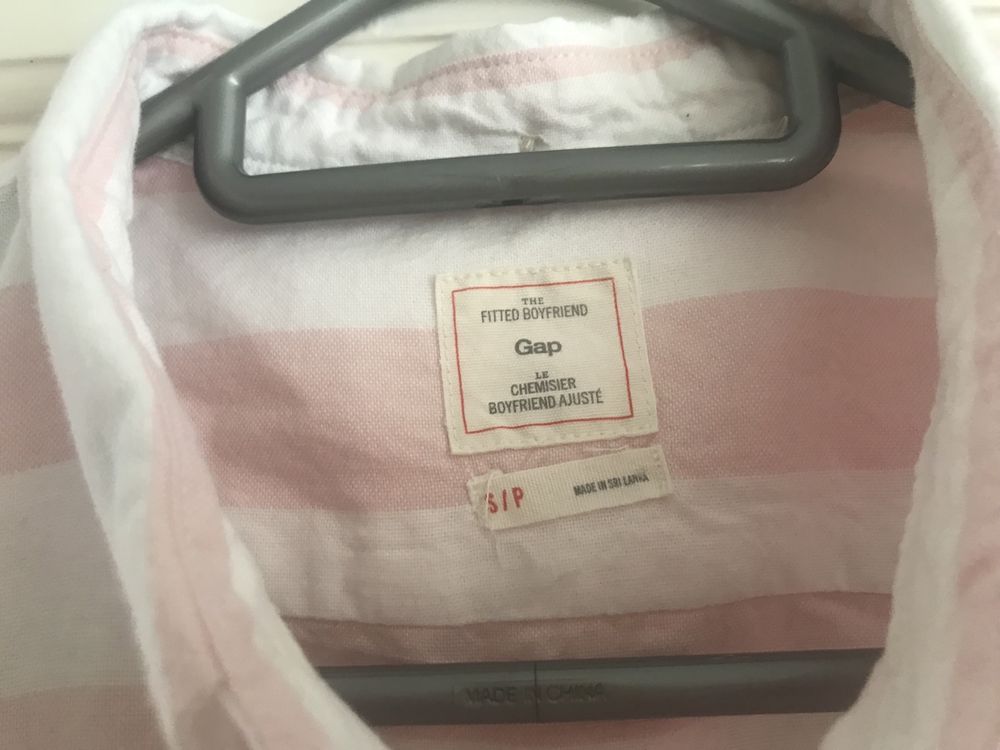 THE
FITTED BOYFRIEND
Gap
LE
CHEMISIER
BOYFRIEND AJUSTÉ
S/P MADE IN SRI LANKA
MADE IN CHINA